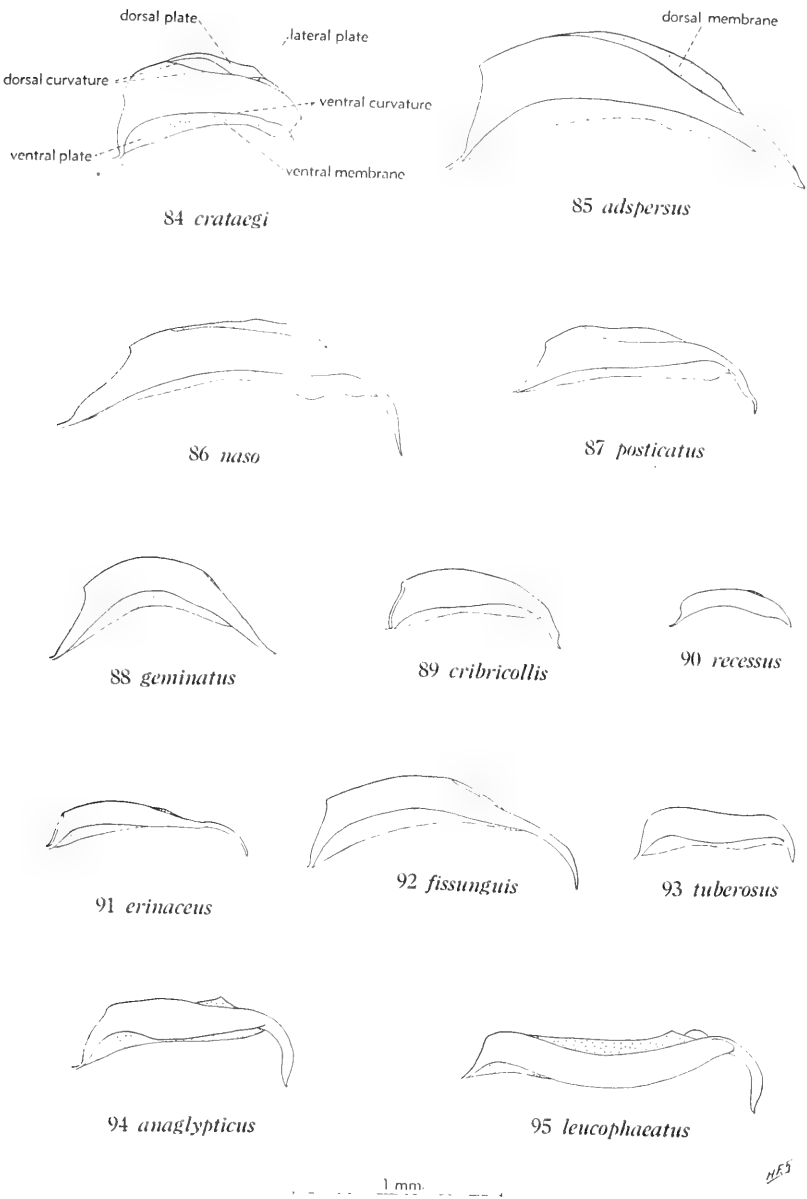 dorsal plate
lateral plate
dorsal curvature
ventral curvature
ventral plate
ventral membrane
84 crataegi
dorsal membrane
85 adspersus
86 naso
87 posticatus
88 geminatus
89 cribricollis
90 recessus
91 erinaceus
92 fissunguis
93 tuberosus
94 anaglypticus
95 leucophaeatus
HFS
1 mm.